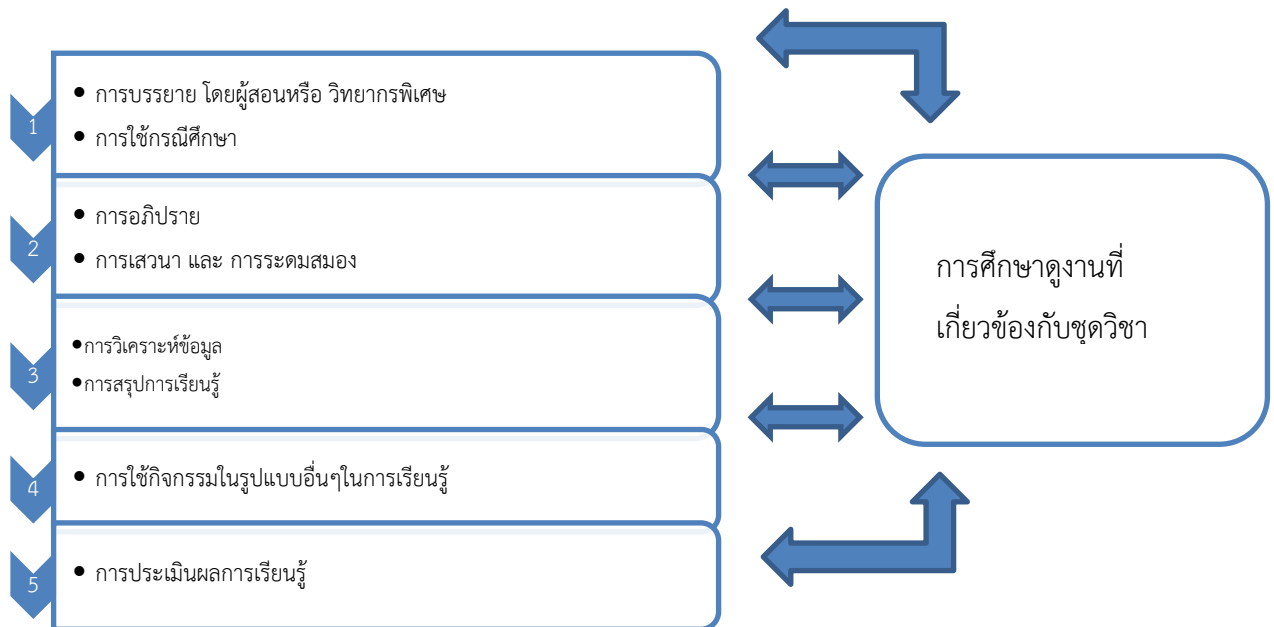 1
• การบรรยาย โดยผู้สอนหรือ วิทยากรพิเศษ
• การใช้กรณีศึกษา
2
• การอภิปราย
• การเสวนา และ การระดมสมอง
3
•การวิเคราะห์ข้อมูล
•การสรุปการเรียนรู้
4
• การใช้กิจกรรมในรูปแบบอื่นๆในการเรียนรู้
5
• การประเมินผลการเรียนรู้
การศึกษาดูงานที่
เกี่ยวข้องกับชุดวิชา